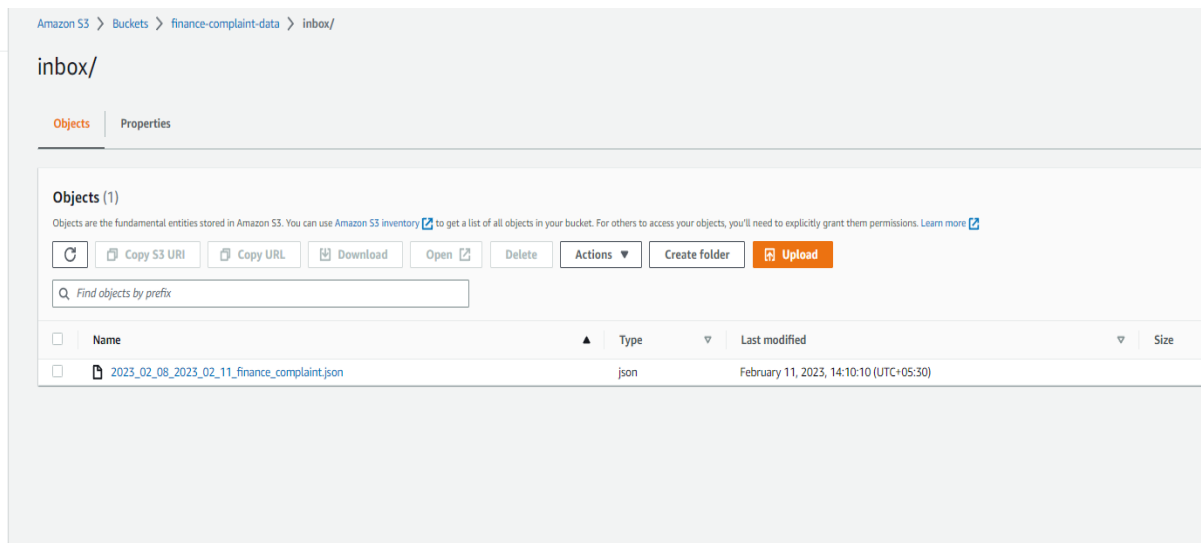 Amazon S3 > Buckets > finance-complaint-data > inbox/
inbox/
Objects Properties
Objects (1)
Objects are the fundamental entities stored in Amazon S3. You can use Amazon S3 inventory to get a list of all objects in your bucket. For others to access your objects, you'll need to explicitly grant them permissions. Learn more
Copy S3 URI Copy URL Download Open Delete Actions Create folder Upload
Find objects by prefix
Name Type Last modified Size
2023_02_08_2023_02_11_finance_complaint.json json February 11, 2023, 14:10:10 (UTC+05:30)